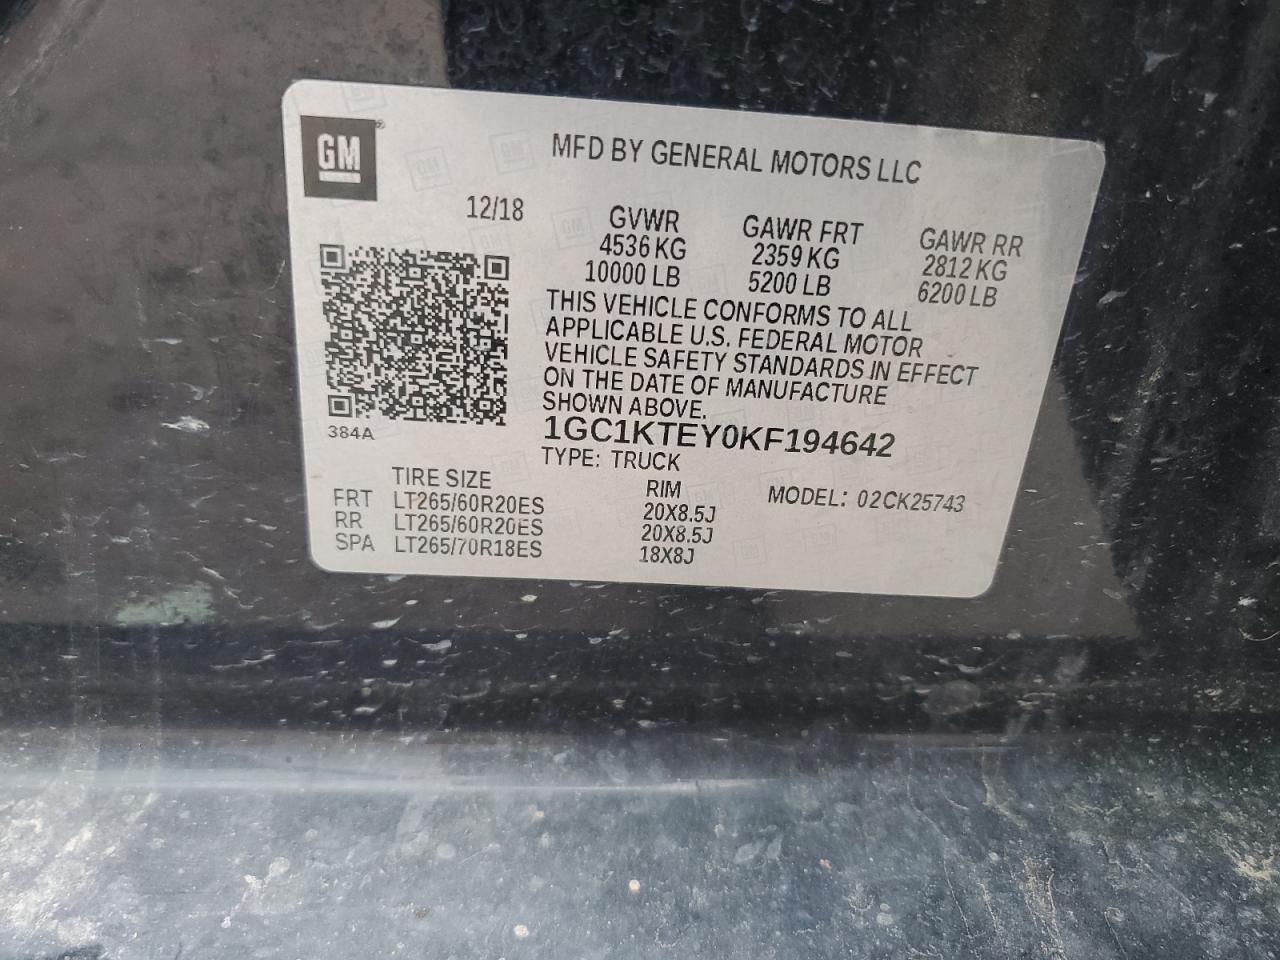 GM
MFD BY GENERAL MOTORS LLC
12/18
GVWR GAWR FRT GAWR RR
4536 KG 2359 KG 2812 KG
10000 LB 5200 LB 6200 LB
THIS VEHICLE CONFORMS TO ALL
APPLICABLE U.S. FEDERAL MOTOR
VEHICLE SAFETY STANDARDS IN EFFECT
ON THE DATE OF MANUFACTURE
SHOWN ABOVE.
384A
1GC1KTEY0KF194642
TYPE: TRUCK
TIRE SIZE RIM MODEL: 02CK25743
FRT LT265/60R20ES 20X8.5J
RR LT265/60R20ES 20X8.5J
SPA LT265/70R18ES 18X8J